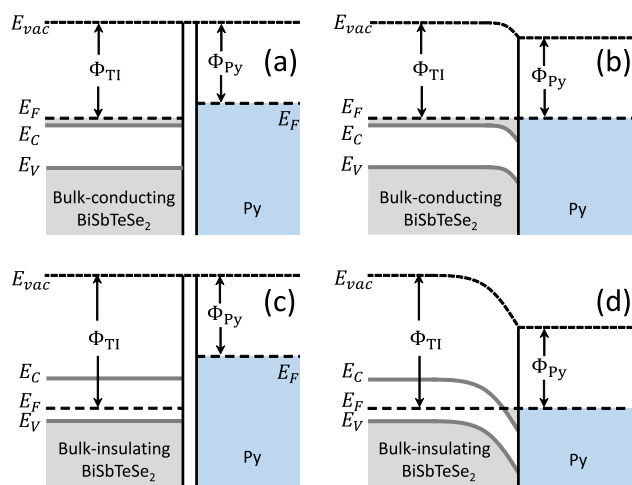 E_vac
Φ_TI
Φ_Py
(a)
E_F
E_C
E_F
E_V
Bulk-conducting
BiSbTeSe₂
Py
E_vac
Φ_TI
Φ_Py
(b)
E_F
E_C
E_V
Bulk-conducting
BiSbTeSe₂
Py
E_vac
Φ_TI
Φ_Py
(c)
E_C
E_F
E_F
E_V
Bulk-insulating
BiSbTeSe₂
Py
E_vac
Φ_TI
Φ_Py
(d)
E_C
E_F
E_V
Bulk-insulating
BiSbTeSe₂
Py